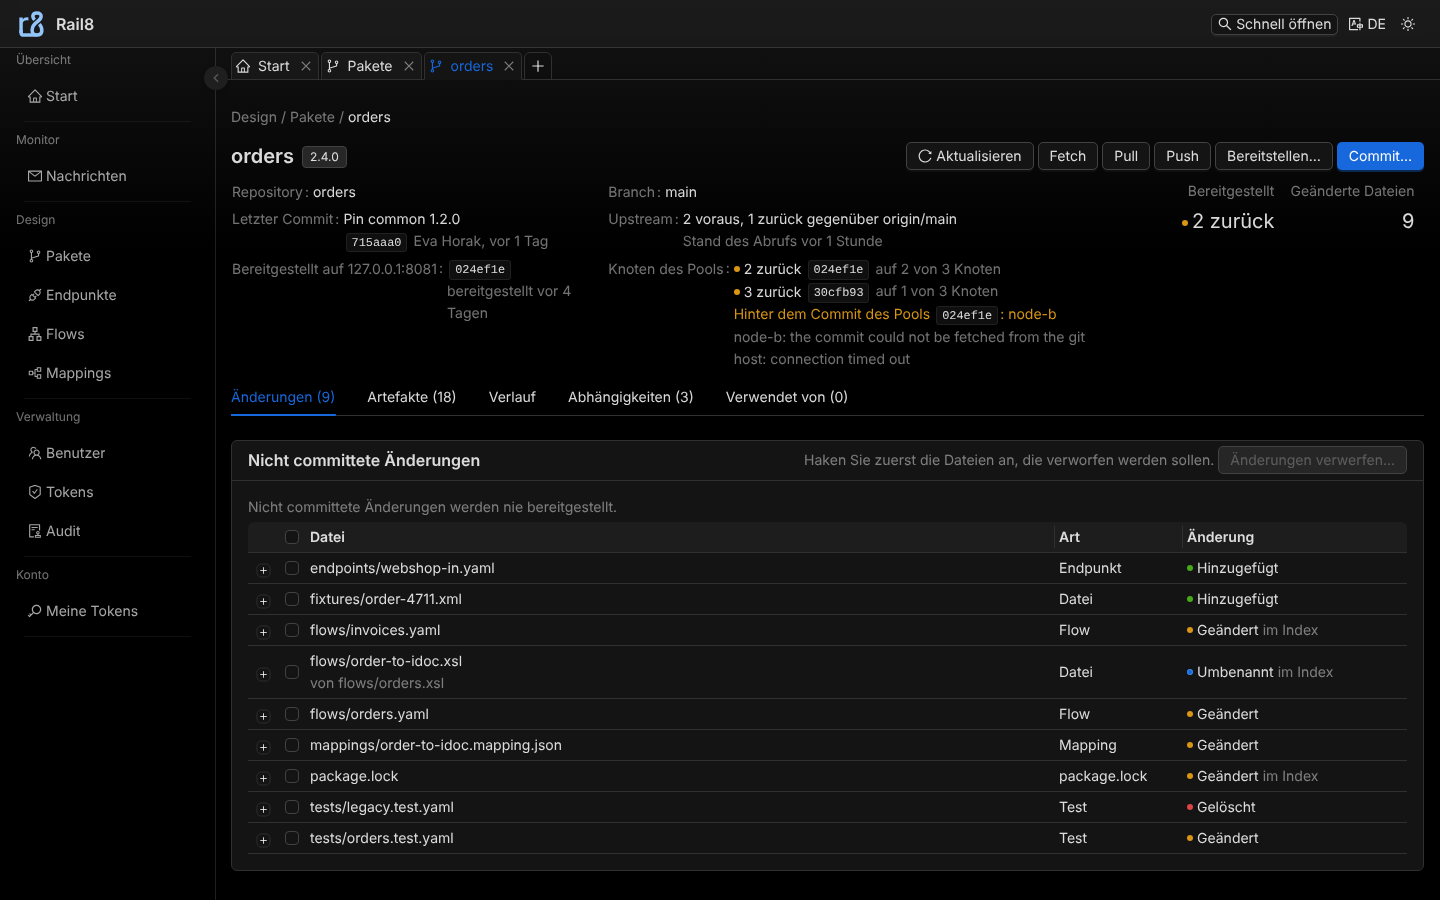 r8 Rail8
Schnell öffnen
DE
Übersicht
Start
Monitor
Nachrichten
Design
Pakete
Endpunkte
Flows
Mappings
Verwaltung
Benutzer
Tokens
Audit
Konto
Meine Tokens
Start
Pakete
orders
Design / Pakete / orders
orders 2.4.0
Aktualisieren
Fetch
Pull
Push
Bereitstellen...
Commit...
Repository: orders
Branch: main
Bereitgestellt
2 zurück
Geänderte Dateien
9
Letzter Commit: Pin common 1.2.0
715aaa0 Eva Horak, vor 1 Tag
Upstream: 2 voraus, 1 zurück gegenüber origin/main
Stand des Abrufs vor 1 Stunde
Bereitgestellt auf 127.0.0.1:8081: 024ef1e
bereitgestellt vor 4
Tagen
Knoten des Pools: 2 zurück 024ef1e auf 2 von 3 Knoten
3 zurück 30cfb93 auf 1 von 3 Knoten
Hinter dem Commit des Pools 024ef1e: node-b
node-b: the commit could not be fetched from the git
host: connection timed out
Änderungen (9)
Artefakte (18)
Verlauf
Abhängigkeiten (3)
Verwendet von (0)
Nicht committete Änderungen
Haken Sie zuerst die Dateien an, die verworfen werden sollen.
Änderungen verwerfen...
Nicht committete Änderungen werden nie bereitgestellt.
Datei Art Änderung
endpoints/webshop-in.yaml Endpunkt Hinzugefügt
fixtures/order-4711.xml Datei Hinzugefügt
flows/invoices.yaml Flow Geändert im Index
flows/order-to-idoc.xsl Datei Umbenannt im Index
von flows/orders.xsl
flows/orders.yaml Flow Geändert
mappings/order-to-idoc.mapping.json Mapping Geändert
package.lock package.lock Geändert im Index
tests/legacy.test.yaml Test Gelöscht
tests/orders.test.yaml Test Geändert